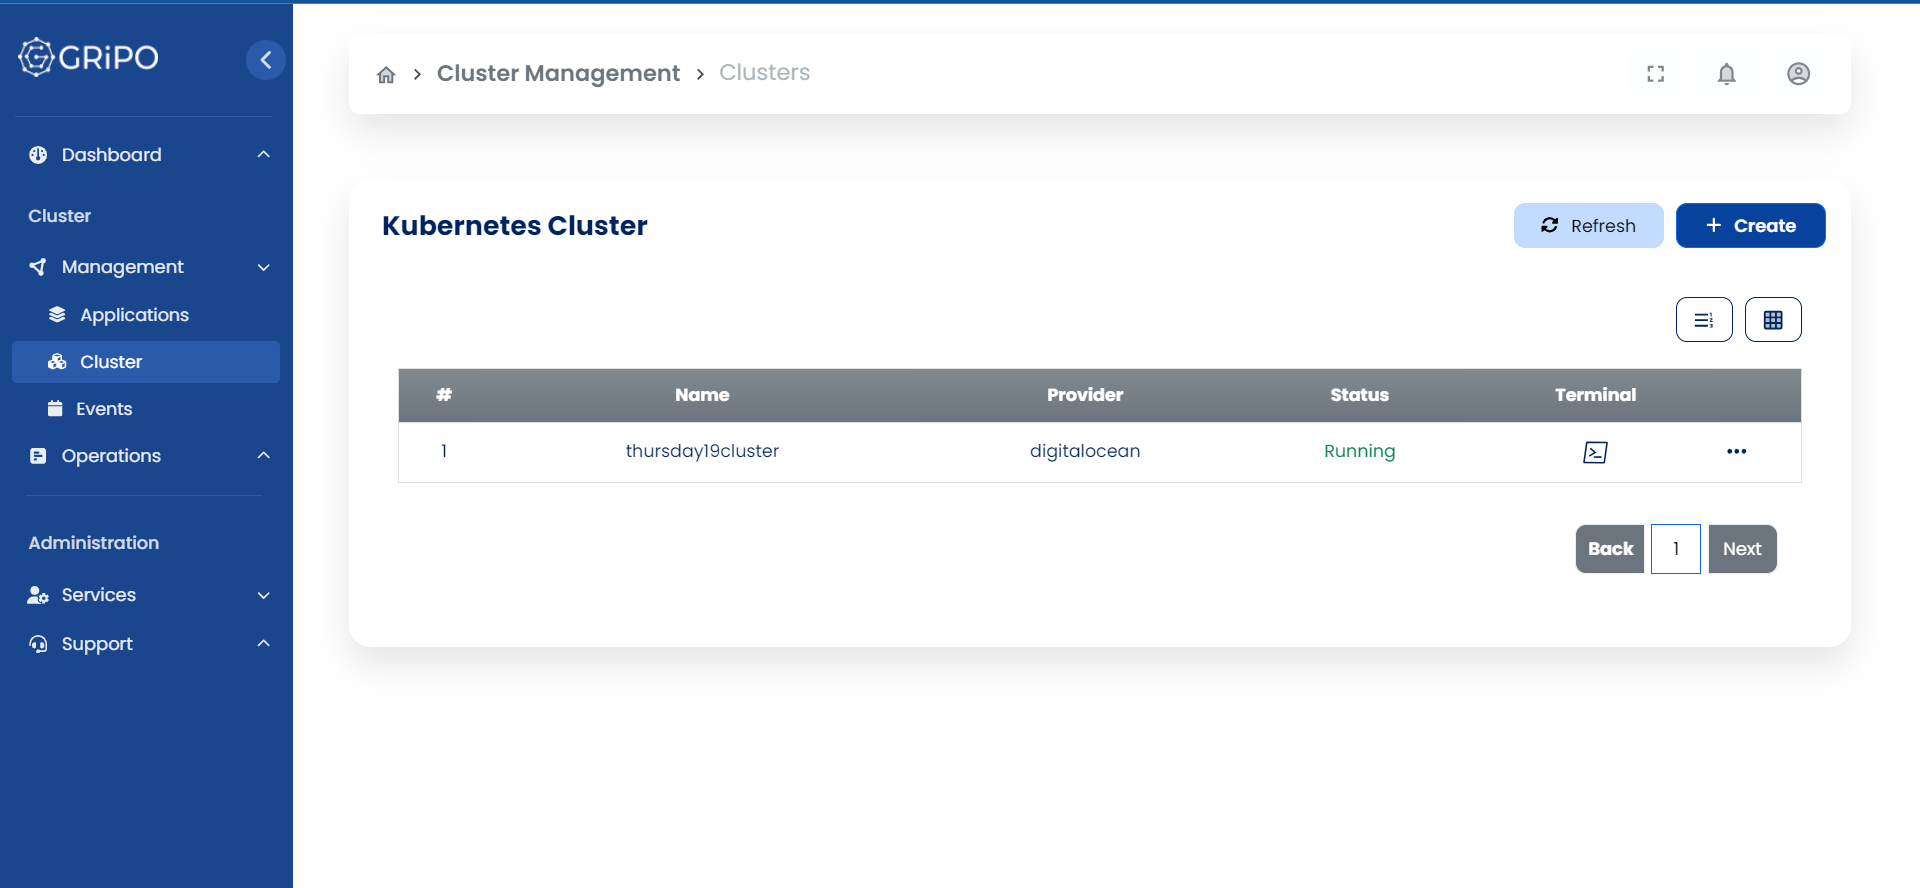 GRiPO
Dashboard
Cluster
Management
Applications
Cluster
Events
Operations
Administration
Services
Support
Cluster Management
Clusters
Kubernetes Cluster
Refresh
+ Create
# Name Provider Status Terminal
1 thursday19cluster digitalocean Running
Back 1 Next